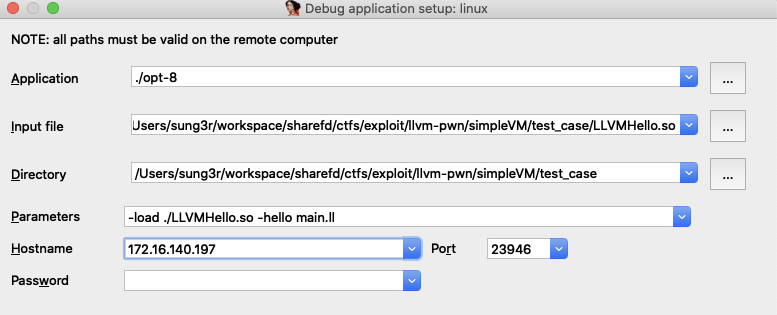 Debug application setup: linux
NOTE: all paths must be valid on the remote computer
Application ./opt-8 ...
Input file Users/sung3r/workspace/sharefd/ctfs/exploit/llvm-pwn/simpleVM/test_case/LLVMHello.so ...
Directory /Users/sung3r/workspace/sharefd/ctfs/exploit/llvm-pwn/simpleVM/test_case ...
Parameters -load ./LLVMHello.so -hello main.ll
Hostname 172.16.140.197 Port 23946
Password